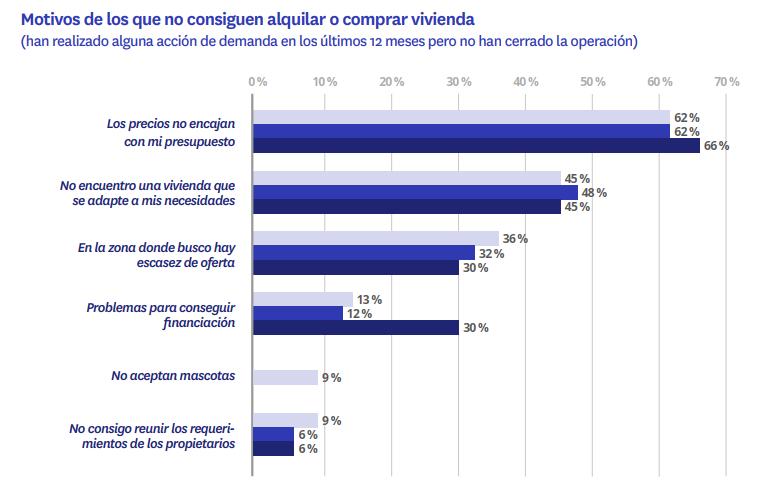 Motivos de los que no consiguen alquilar o comprar vivienda
(han realizado alguna acción de demanda en los últimos 12 meses pero no han cerrado la operación)
0 % 10 % 20 % 30 % 40 % 50 % 60 % 70 %
Los precios no encajan
con mi presupuesto
62 %
62 %
66 %
No encuentro una vivienda que
se adapte a mis necesidades
45 %
48 %
45 %
En la zona donde busco hay
escasez de oferta
36 %
32 %
30 %
Problemas para conseguir
financiación
13 %
12 %
30 %
No aceptan mascotas
9 %
No consigo reunir los requeri-
mientos de los propietarios
9 %
6 %
6 %